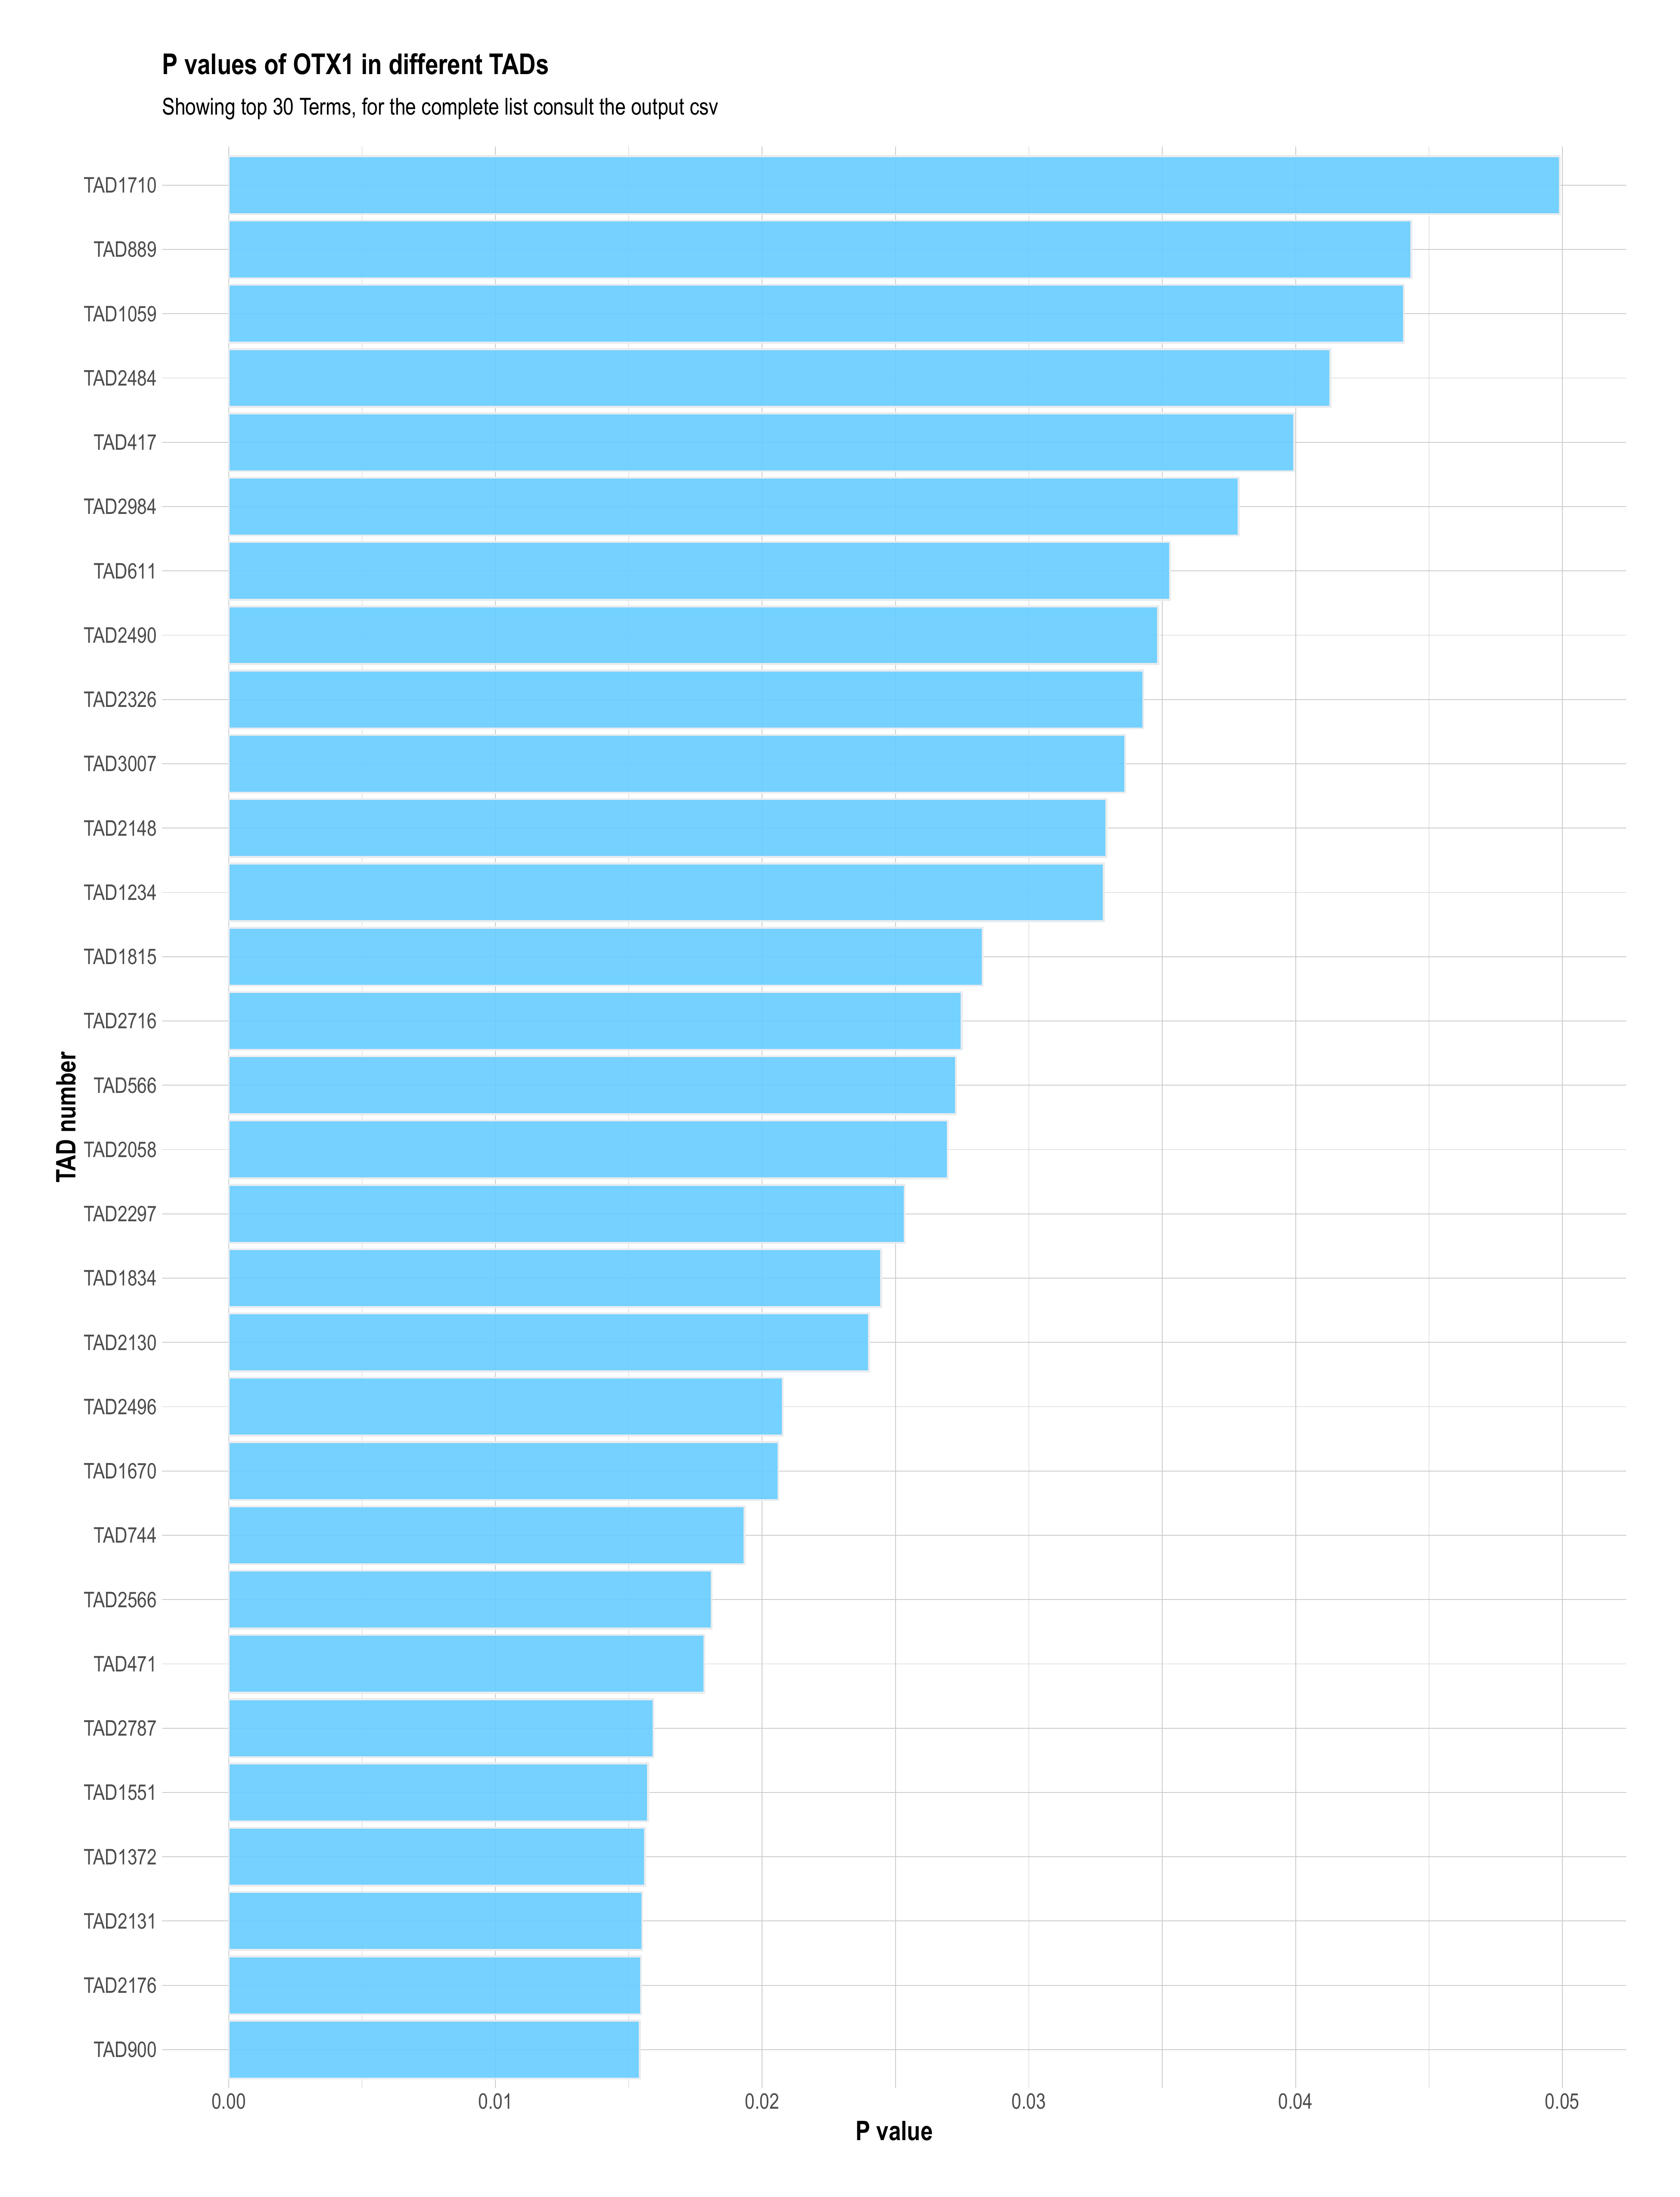 P values of OTX1 in different TADs
Showing top 30 Terms, for the complete list consult the output csv
TAD1710
TAD889
TAD1059
TAD2484
TAD417
TAD2984
TAD611
TAD2490
TAD2326
TAD3007
TAD2148
TAD1234
TAD1815
TAD2716
TAD566
TAD2058
TAD2297
TAD1834
TAD2130
TAD2496
TAD1670
TAD744
TAD2566
TAD471
TAD2787
TAD1551
TAD1372
TAD2131
TAD2176
TAD900
TAD number
0.00 0.01 0.02 0.03 0.04 0.05
P value